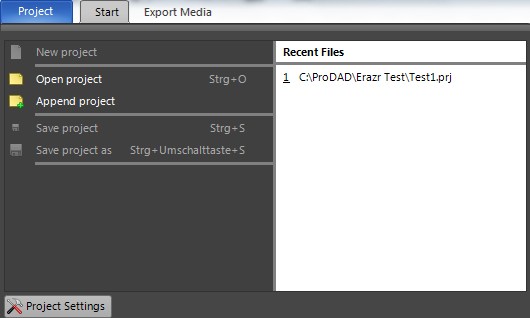 Project Start Export Media
New project
Open project Strg+O
Append project
Save project Strg+S
Save project as Strg+Umschalttaste+S
Recent Files
1 C:\ProDAD\Erazr Test\Test1.prj
Project Settings